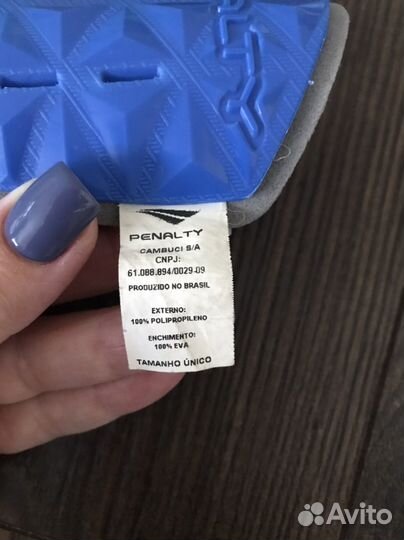 ALTY
PENALTY
CAMBUCI S/A
CNPJ:
61.088.894/0029-09
PRODUZIDO NO BRASIL
EXTERNO:
100% POLIPROPILENO
ENCHIMENTO:
100% EVA
TAMANHO ÚNICO
Avito